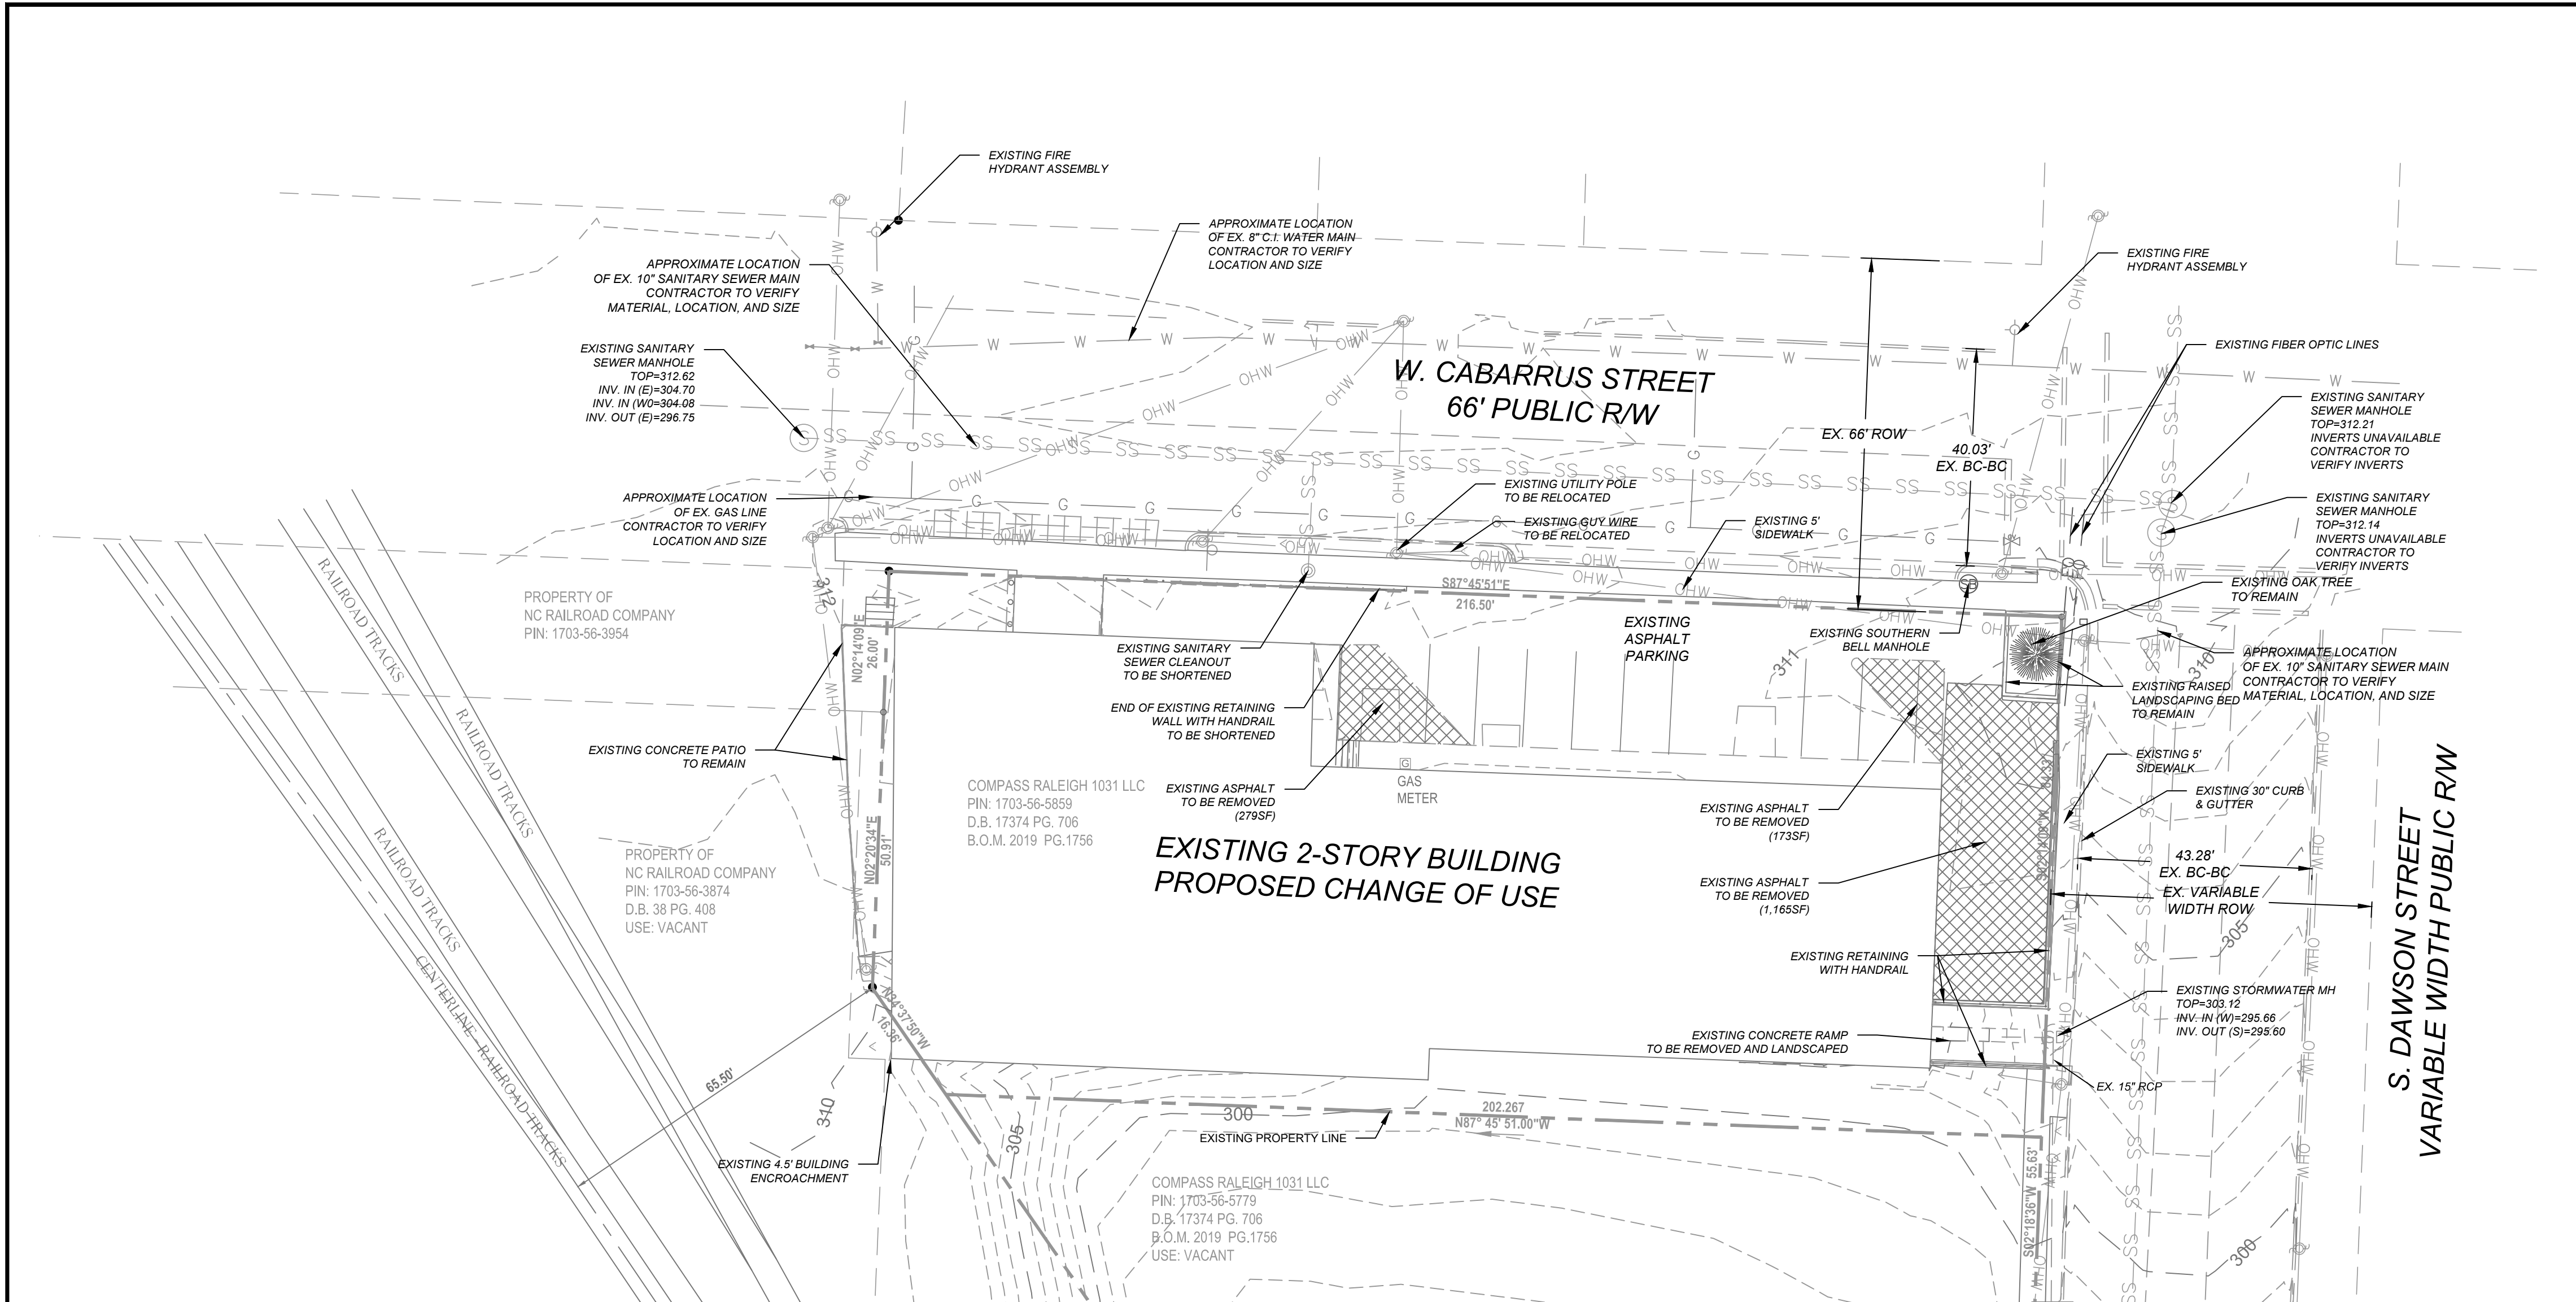 EXISTING FIRE
HYDRANT ASSEMBLY
APPROXIMATE LOCATION
OF EX. 8" C.I. WATER MAIN
CONTRACTOR TO VERIFY
LOCATION AND SIZE
APPROXIMATE LOCATION
OF EX. 10" SANITARY SEWER MAIN
CONTRACTOR TO VERIFY
MATERIAL, LOCATION, AND SIZE
EXISTING FIRE
HYDRANT ASSEMBLY
EXISTING SANITARY
SEWER MANHOLE
TOP=312.62
INV. IN (E)=304.70
INV. IN (W0=304.08
INV. OUT (E)=296.75
EXISTING FIBER OPTIC LINES
W. CABARRUS STREET
66' PUBLIC R/W
EX. 66' ROW
40.03'
EX. BC-BC
EXISTING SANITARY
SEWER MANHOLE
TOP=312.21
INVERTS UNAVAILABLE
CONTRACTOR TO
VERIFY INVERTS
APPROXIMATE LOCATION
OF EX. GAS LINE
CONTRACTOR TO VERIFY
LOCATION AND SIZE
EXISTING UTILITY POLE
TO BE RELOCATED
EXISTING GUY WIRE
TO BE RELOCATED
EXISTING 5'
SIDEWALK
EXISTING SANITARY
SEWER MANHOLE
TOP=312.14
INVERTS UNAVAILABLE
CONTRACTOR TO
VERIFY INVERTS
EXISTING OAK TREE
TO REMAIN
RAILROAD TRACKS
PROPERTY OF
NC RAILROAD COMPANY
PIN: 1703-56-3954
312
S87°45'51"E
216.50'
N02°14'09"E
26.00'
EXISTING
ASPHALT
PARKING
EXISTING SOUTHERN
BELL MANHOLE
SB
311
310
EXISTING SANITARY
SEWER CLEANOUT
TO BE SHORTENED
APPROXIMATE LOCATION
OF EX. 10" SANITARY SEWER MAIN
CONTRACTOR TO VERIFY
MATERIAL, LOCATION, AND SIZE
EXISTING RAISED
LANDSCAPING BED
TO REMAIN
END OF EXISTING RETAINING
WALL WITH HANDRAIL
TO BE SHORTENED
RAILROAD TRACKS
EXISTING CONCRETE PATIO
TO REMAIN
EXISTING 5'
SIDEWALK
COMPASS RALEIGH 1031 LLC
PIN: 1703-56-5859
D.B. 17374 PG. 706
B.O.M. 2019 PG.1756
EXISTING ASPHALT
TO BE REMOVED
(279SF)
G
GAS
METER
EXISTING ASPHALT
TO BE REMOVED
(173SF)
EXISTING 30" CURB
& GUTTER
N02°20'34"E
50.91'
EXISTING 2-STORY BUILDING
PROPOSED CHANGE OF USE
PROPERTY OF
NC RAILROAD COMPANY
PIN: 1703-56-3874
D.B. 38 PG. 408
USE: VACANT
RAILROAD TRACKS
EXISTING ASPHALT
TO BE REMOVED
(1,165SF)
43.28'
EX. BC-BC
EX. VARIABLE
WIDTH ROW
S. DAWSON STREET
VARIABLE WIDTH PUBLIC R/W
305
EXISTING RETAINING
WITH HANDRAIL
CENTERLINE - RAILROAD TRACKS
N34°37'50"W
16.36'
EXISTING STORMWATER MH
TOP=303.12
INV. IN (W)=295.66
INV. OUT (S)=295.60
EXISTING CONCRETE RAMP
TO BE REMOVED AND LANDSCAPED
65.50'
EX. 15" RCP
310
305
300
202.267
N87° 45' 51.00"W
EXISTING PROPERTY LINE
EXISTING 4.5' BUILDING
ENCROACHMENT
COMPASS RALEIGH 1031 LLC
PIN: 1703-56-5779
D.B. 17374 PG. 706
B.O.M. 2019 PG.1756
USE: VACANT
S02°18'36"W 55.63'
300